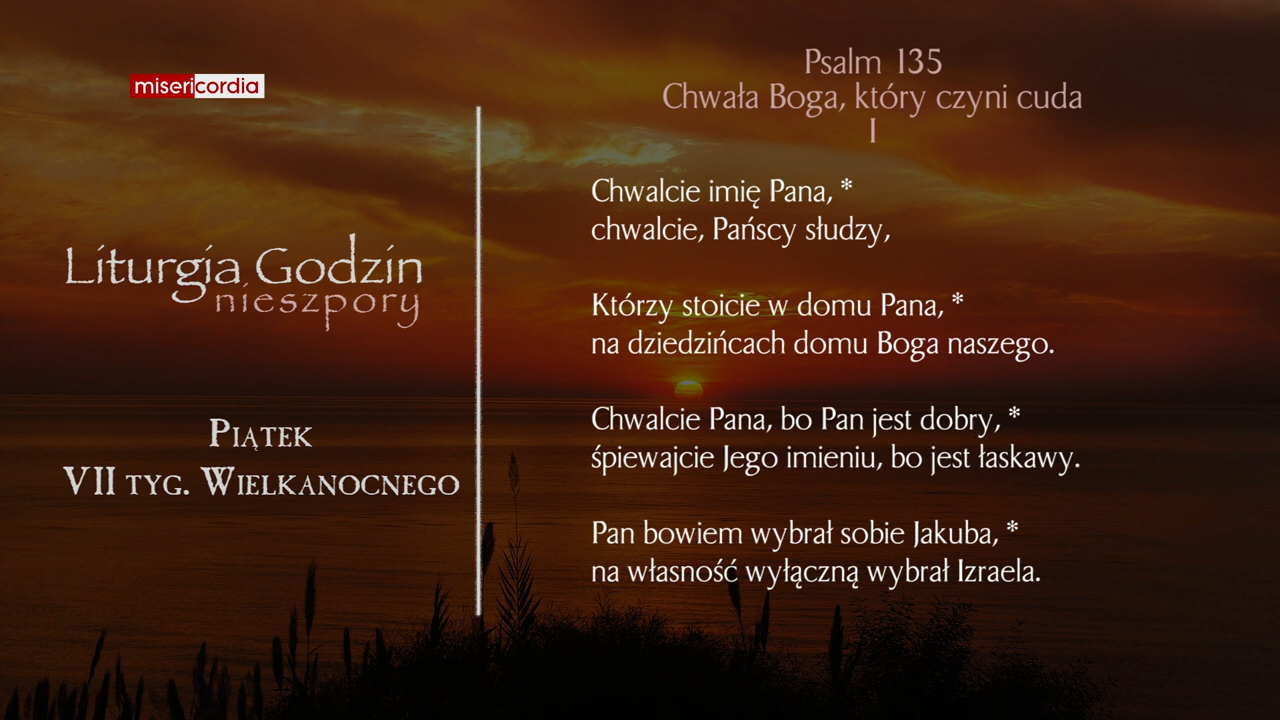 misericordia
Liturgia Godzin
nieszpory
Piątek
VII tyg. Wielkanocnego
Psalm 135
Chwała Boga, który czyni cuda
I
Chwalcie imię Pana, *
chwalcie, Pańscy słudzy,
Którzy stoicie w domu Pana, *
na dziedzińcach domu Boga naszego.
Chwalcie Pana, bo Pan jest dobry, *
śpiewajcie Jego imieniu, bo jest łaskawy.
Pan bowiem wybrał sobie Jakuba, *
na własność wyłączną wybrał Izraela.